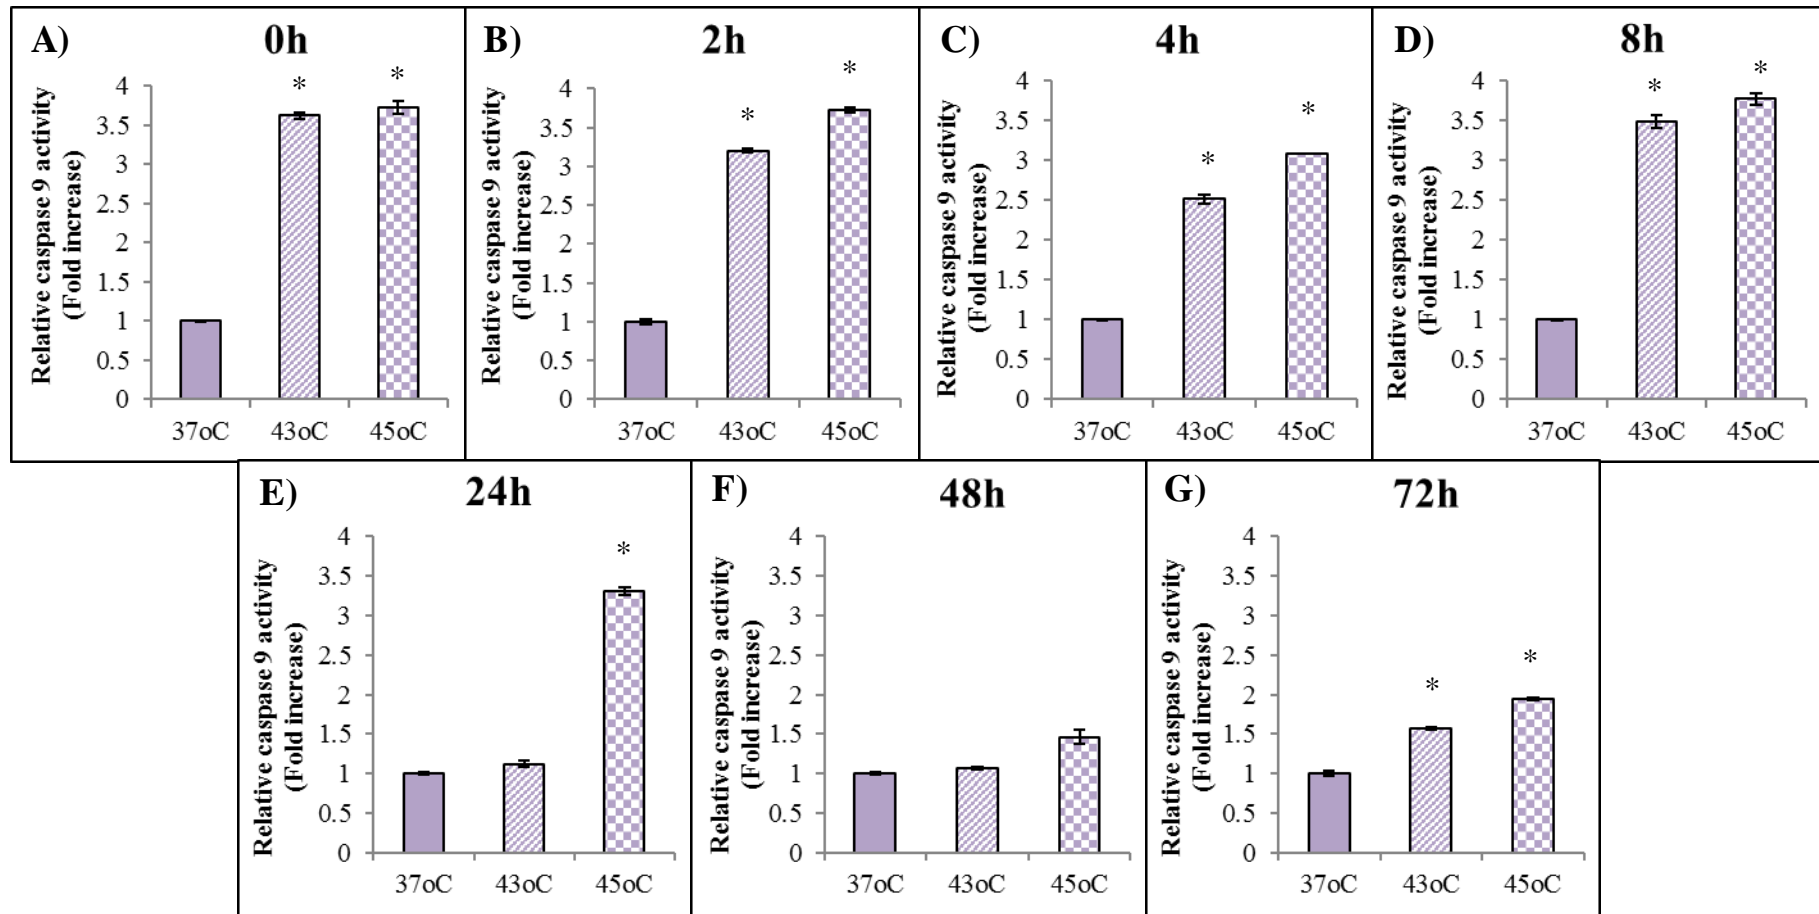 A) 0h
*
*
4
3.5
3
2.5
2
1.5
1
0.5
0
Relative caspase 9 activity
(Fold increase)
37oC 43oC 45oC
B) 2h
*
*
4
3.5
3
2.5
2
1.5
1
0.5
0
Relative caspase 9 activity
(Fold increase)
37oC 43oC 45oC
C) 4h
*
*
4
3.5
3
2.5
2
1.5
1
0.5
0
Relative caspase 9 activity
(Fold increase)
37oC 43oC 45oC
D) 8h
*
*
4
3.5
3
2.5
2
1.5
1
0.5
0
Relative caspase 9 activity
(Fold increase)
37oC 43oC 45oC
E) 24h
*
4
3.5
3
2.5
2
1.5
1
0.5
0
Relative caspase 9 activity
(Fold increase)
37oC 43oC 45oC
F) 48h
4
3.5
3
2.5
2
1.5
1
0.5
0
Relative caspase 9 activity
(Fold increase)
37oC 43oC 45oC
G) 72h
*
*
4
3.5
3
2.5
2
1.5
1
0.5
0
Relative caspase 9 activity
(Fold increase)
37oC 43oC 45oC